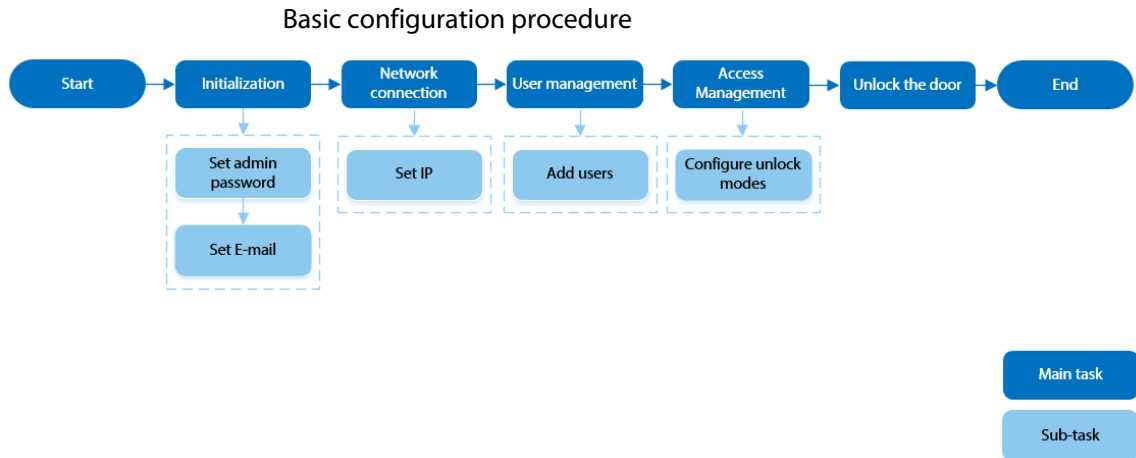 Basic configuration procedure
Start
Initialization
Network
connection
User management
Access
Management
Unlock the door
End
Set admin
password
Set IP
Add users
Configure unlock
modes
Set E-mail
Main task
Sub-task